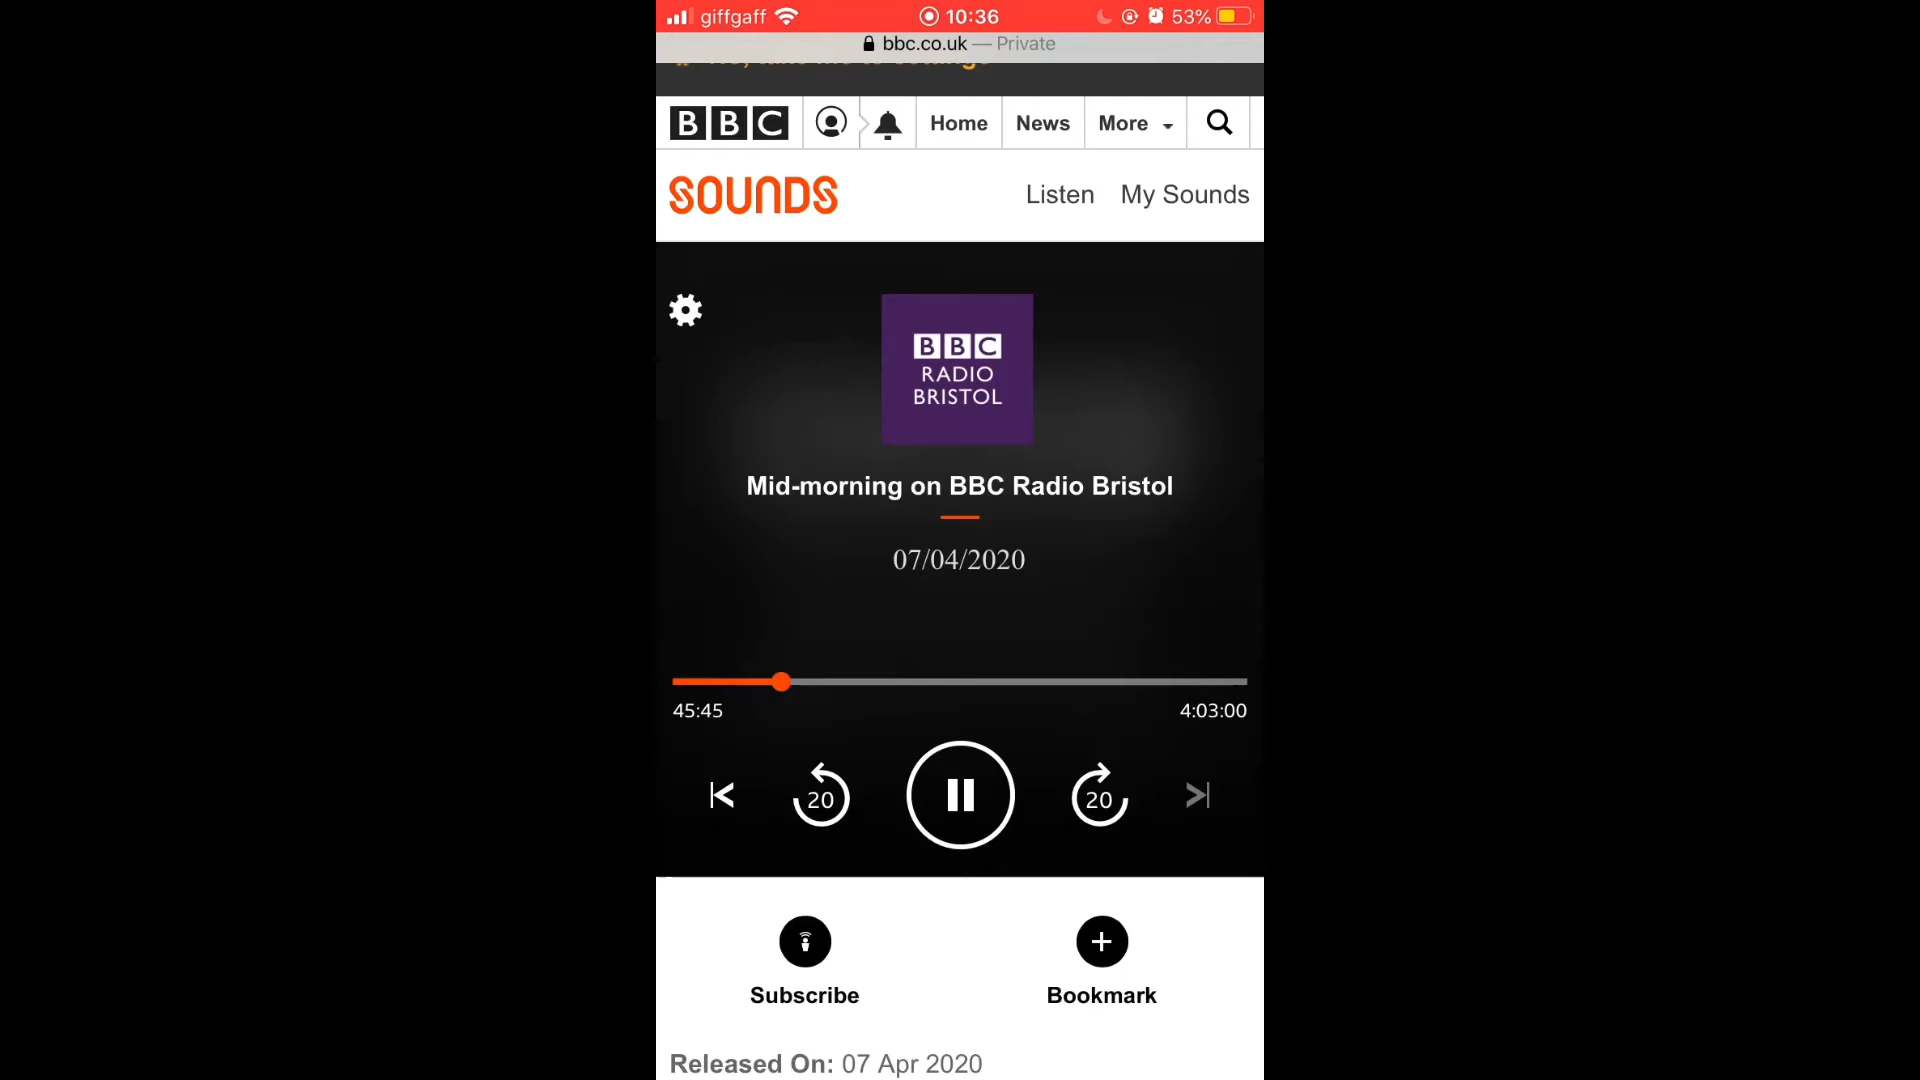 giffgaff 10:36 53%
bbc.co.uk — Private
BBC Home News More
SOUNDS Listen My Sounds
BBC
RADIO
BRISTOL
Mid-morning on BBC Radio Bristol
07/04/2020
45:45 4:03:00
20 20
Subscribe Bookmark
Released On: 07 Apr 2020